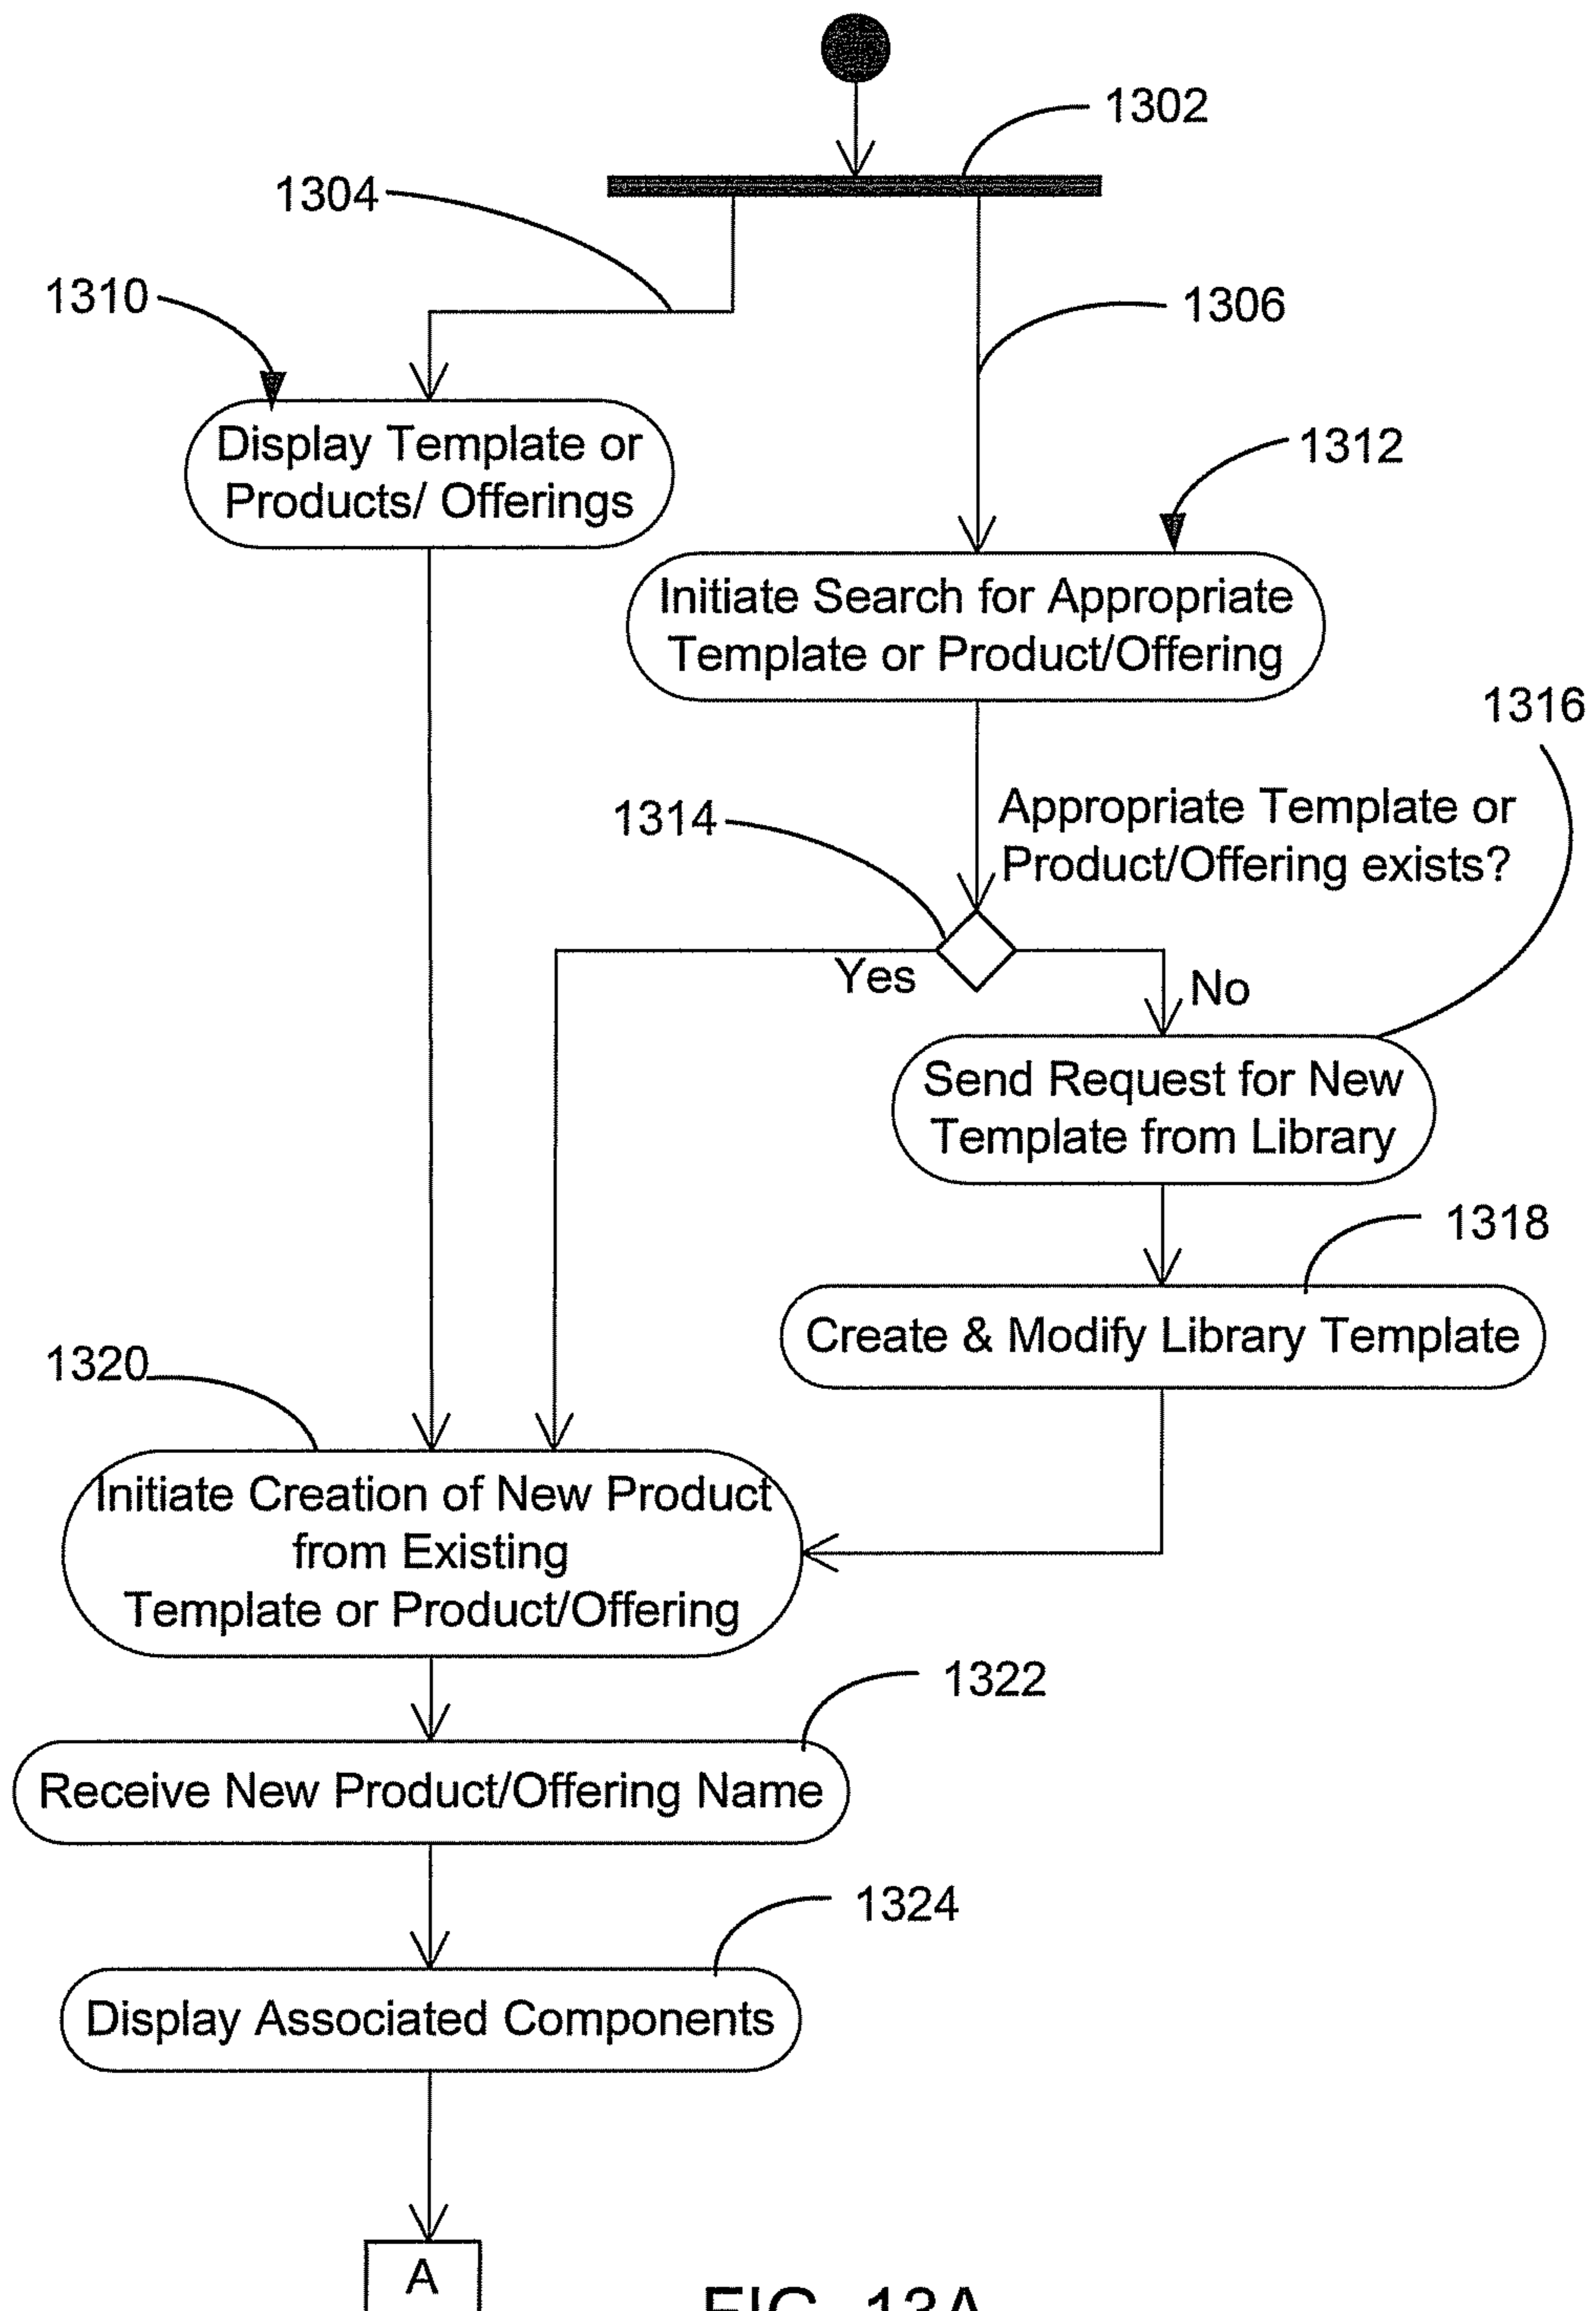 1302
1304
1310
1306
Display Template or
Products/ Offerings
1312
Initiate Search for Appropriate
Template or Product/Offering
1316
1314
Appropriate Template or
Product/Offering exists?
Yes
No
Send Request for New
Template from Library
1318
Create & Modify Library Template
1320
Initiate Creation of New Product
from Existing
Template or Product/Offering
1322
Receive New Product/Offering Name
1324
Display Associated Components
A
FIG. 13A